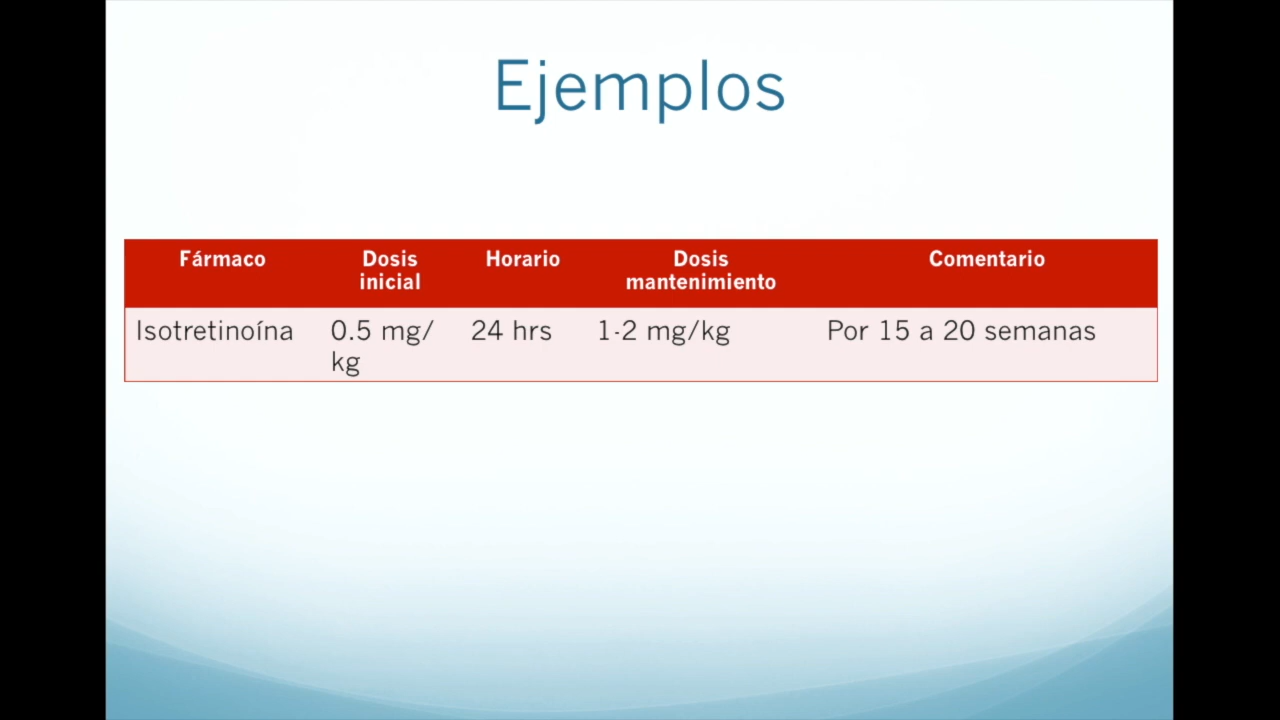 Ejemplos
Fármaco Dosis inicial Horario Dosis mantenimiento Comentario
Isotretinoína 0.5 mg/kg 24 hrs 1-2 mg/kg Por 15 a 20 semanas